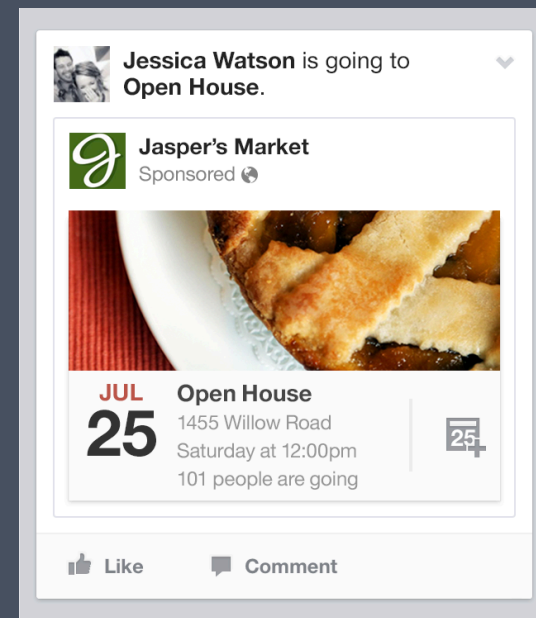 Jessica Watson is going to
Open House.
Jasper’s Market
Sponsored
JUL
25
Open House
1455 Willow Road
Saturday at 12:00pm
101 people are going
25
Like
Comment